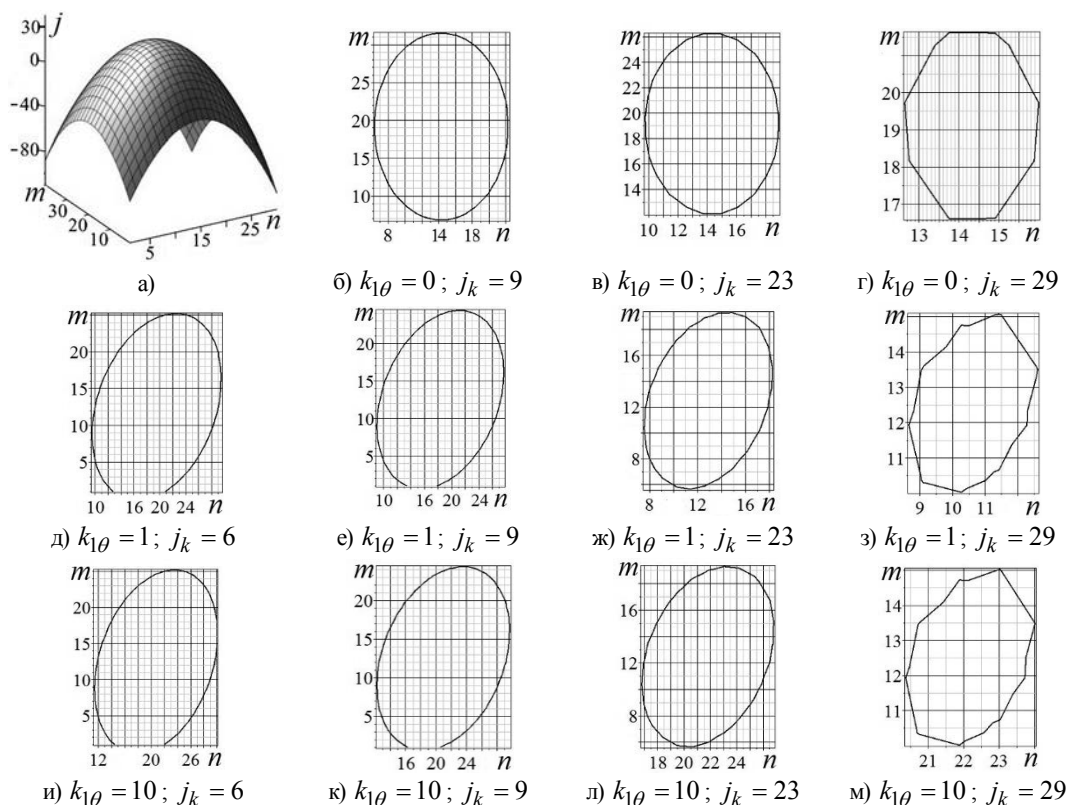 30 j
0
-40
-80
m 30 20 10 5 15 25 n
а)
m
25
20
15
10
8 14 18 n
б) k₁θ = 0 ; jₖ = 9
m
24
22
20
18
16
14
10 12 14 16 n
в) k₁θ = 0 ; jₖ = 23
m
20
19
18
17
13 14 15 n
г) k₁θ = 0 ; jₖ = 29
m
20
15
10
5
10 16 20 24 n
д) k₁θ = 1 ; jₖ = 6
m
20
15
10
5
10 16 20 24 n
е) k₁θ = 1 ; jₖ = 9
m
16
12
8
8 12 16 n
ж) k₁θ = 1 ; jₖ = 23
m
14
13
12
11
9 10 11 n
з) k₁θ = 1 ; jₖ = 29
m
20
15
10
5
12 20 26 n
и) k₁θ = 10 ; jₖ = 6
m
20
15
10
5
16 20 24 n
к) k₁θ = 10 ; jₖ = 9
m
16
12
8
18 20 22 24 n
л) k₁θ = 10 ; jₖ = 23
m
14
13
12
11
21 22 23 n
м) k₁θ = 10 ; jₖ = 29